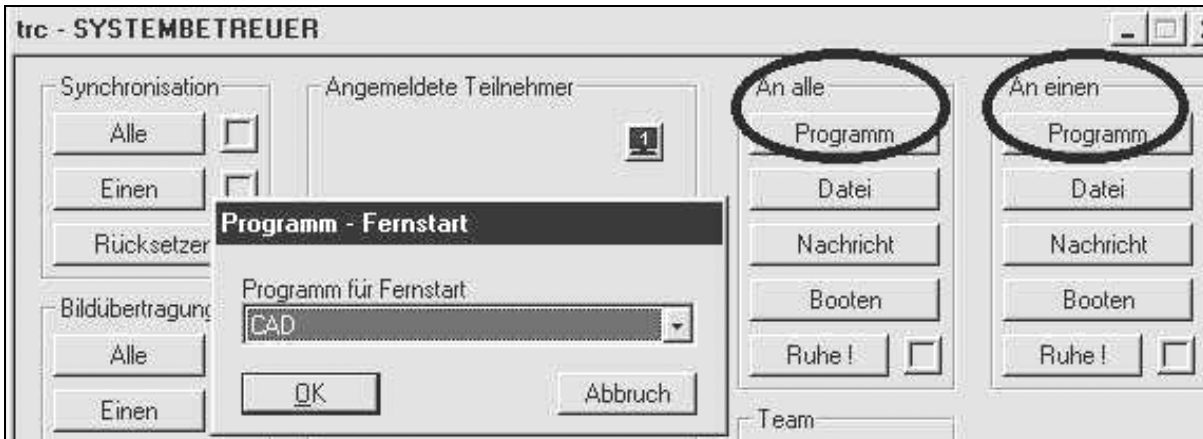 trc - SYSTEMBETREUER
Synchronisation
Alle
Einen
Rücksetzen
Angemeldete Teilnehmer
1
An alle
Programm
Datei
Nachricht
Booten
Ruhe !
An einen
Programm
Datei
Nachricht
Booten
Ruhe !
Programm - Fernstart
Programm für Fernstart
CAD
OK
Abbruch
Bildübertragung
Alle
Einen
Team